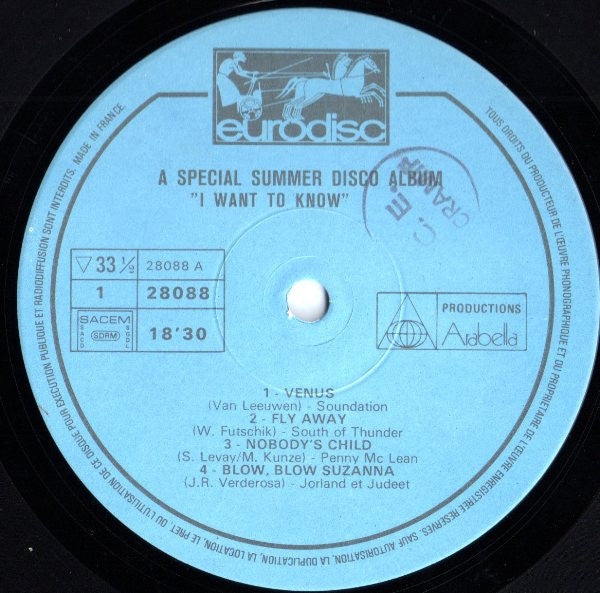 eurodisc
A SPECIAL SUMMER DISCO ALBUM
"I WANT TO KNOW"
▽ 33 1/2
28088 A
1
28088
SACEM
SACD
SDRM
SGDL
18'30
PRODUCTIONS
Arabella
1 - VENUS
(Van Leeuwen) - Soundation
2 - FLY AWAY
(W. Futschik) - South of Thunder
3 - NOBODY'S CHILD
(S. Levay/M. Kunze) - Penny Mc Lean
4 - BLOW, BLOW SUZANNA
(J.R. Verderosa) - Jorland et Judeet
TOUS DROITS DU PRODUCTEUR DE L'ŒUVRE PHONOGRAPHIQUE ET DU PROPRIETAIRE DE L'ŒUVRE ENREGISTREE RESERVES. SAUF AUTORISATION, LA DUPLICATION, LA LOCATION, LE PRET, OU L'UTILISATION DE CE DISQUE POUR EXECUTION PUBLIQUE ET RADIODIFFUSION SONT INTERDITS. MADE IN FRANCE.